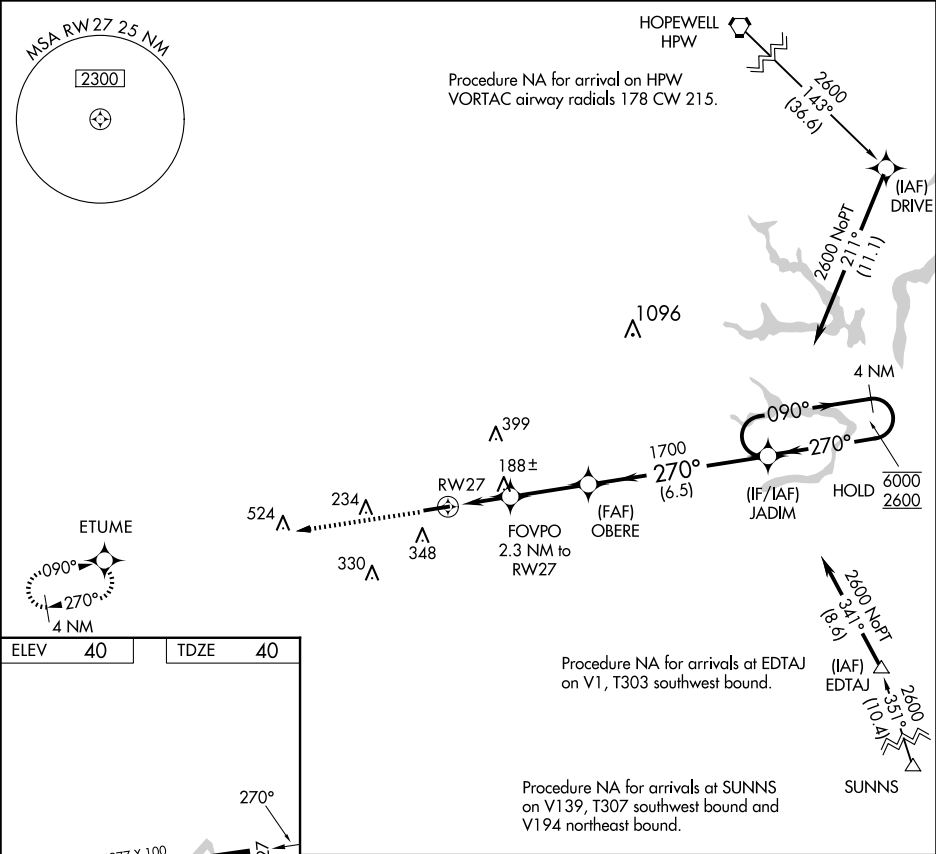 MSA RW27 25 NM
2300
HOPEWELL
HPW
Procedure NA for arrival on HPW
VORTAC airway radials 178 CW 215.
2600
143°
(36.6)
(IAF)
DRIVE
2600 NoPT
211°
(11.1)
1096
4 NM
090°
270°
HOLD
6000
2600
(IF/IAF)
JADIM
1700
270°
(6.5)
(FAF)
OBERE
399
188±
RW27
FOVPO
2.3 NM to
RW27
234
524
348
330
ETUME
090°
270°
4 NM
2600 NoPT
341°
(8.6)
(IAF)
EDTAJ
Procedure NA for arrivals at EDTAJ
on V1, T303 southwest bound.
2600
351°
(10.4)
SUNNS
Procedure NA for arrivals at SUNNS
on V139, T307 southwest bound and
V194 northeast bound.
ELEV 40
TDZE 40
270°
X 100
27